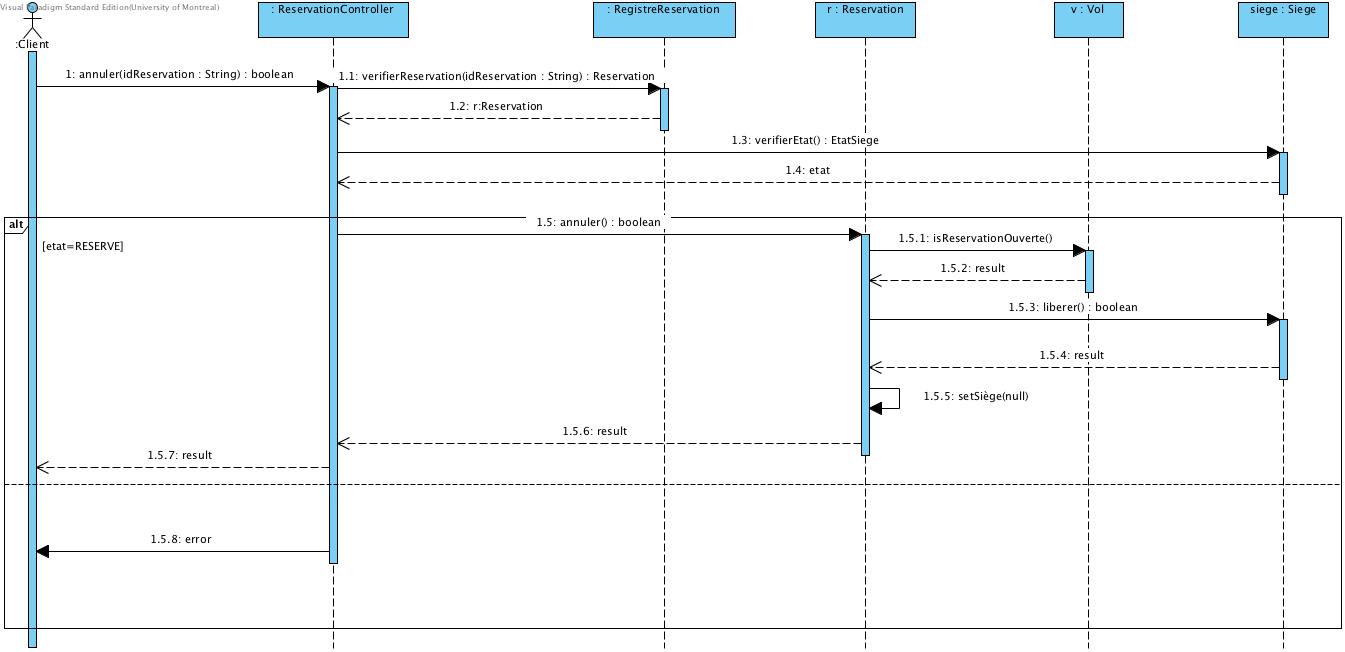 Visual Paradigm Standard Edition(University of Montreal)
: ReservationController
: RegistreReservation
r : Reservation
v : Vol
siege : Siege
:Client
1: annuler(idReservation : String) : boolean
1.1: verifierReservation(idReservation : String) : Reservation
1.2: r:Reservation
1.3: verifierEtat() : EtatSiege
1.4: etat
alt
1.5: annuler() : boolean
[etat=RESERVE]
1.5.1: isReservationOuverte()
1.5.2: result
1.5.3: liberer() : boolean
1.5.4: result
1.5.5: setSiège(null)
1.5.6: result
1.5.7: result
1.5.8: error